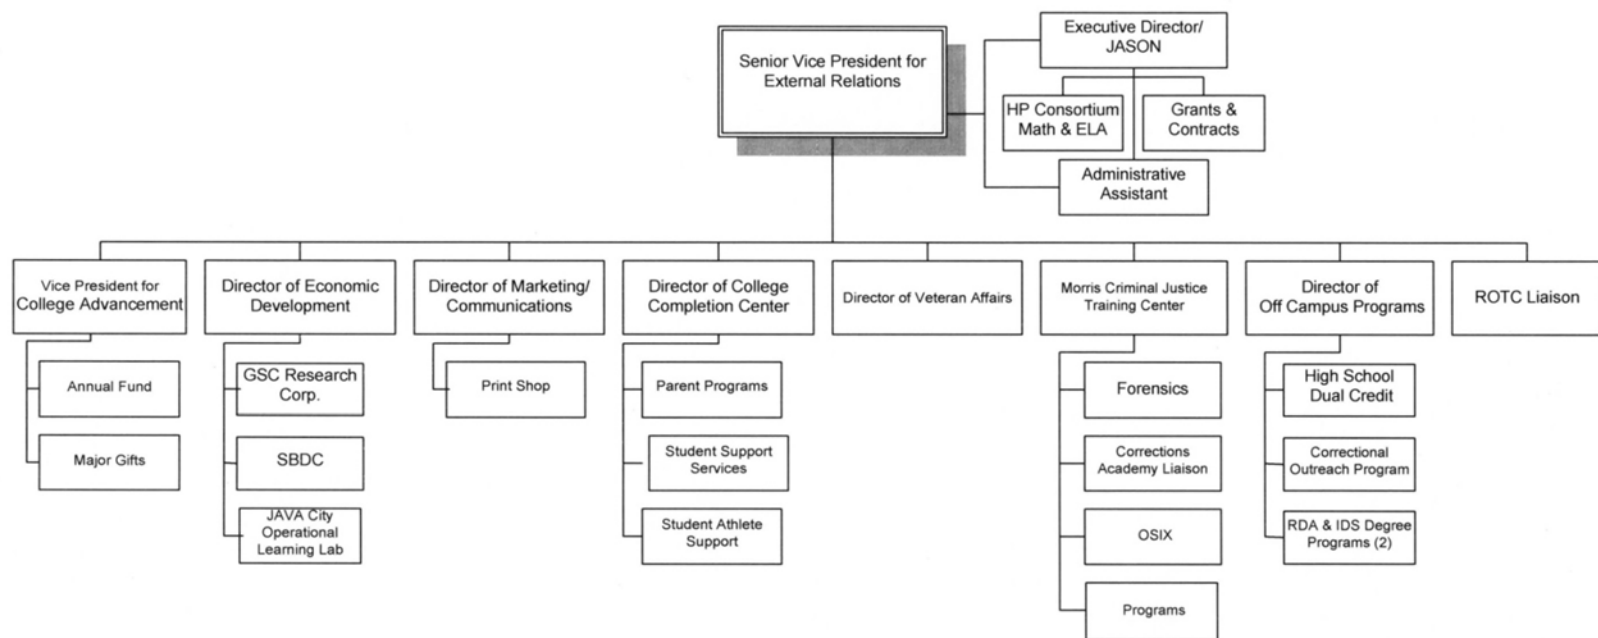 Senior Vice President for
External Relations
Executive Director/
JASON
HP Consortium
Math & ELA
Grants &
Contracts
Administrative
Assistant
Vice President for
College Advancement
Director of Economic
Development
Director of Marketing/
Communications
Director of College
Completion Center
Director of Veteran Affairs
Morris Criminal Justice
Training Center
Director of
Off Campus Programs
ROTC Liaison
Annual Fund
Major Gifts
GSC Research
Corp.
SBDC
JAVA City
Operational
Learning Lab
Print Shop
Parent Programs
Student Support
Services
Student Athlete
Support
Forensics
Corrections
Academy Liaison
OSIX
Programs
High School
Dual Credit
Correctional
Outreach Program
RDA & IDS Degree
Programs (2)